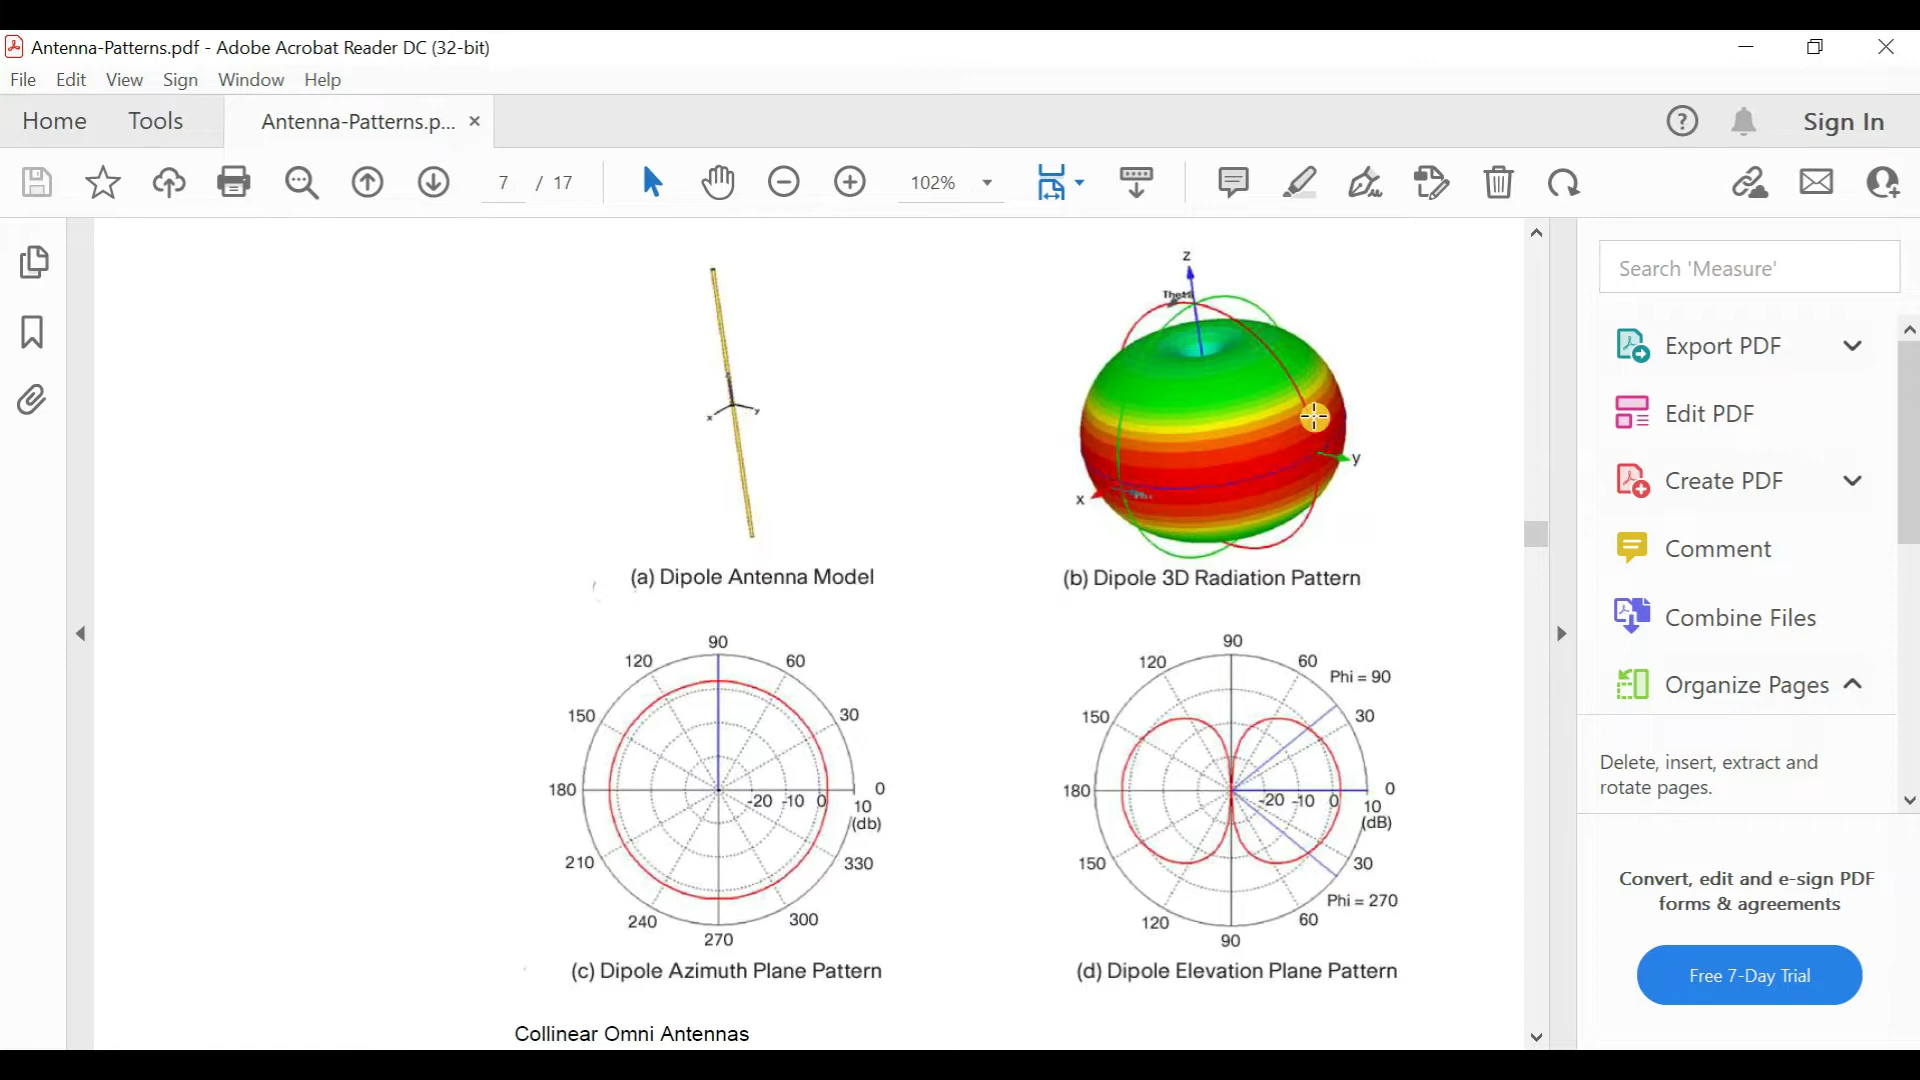 Antenna-Patterns.pdf - Adobe Acrobat Reader DC (32-bit)
File Edit View Sign Window Help
Home Tools Antenna-Patterns.p... × Sign In
7 / 17 102%
Search 'Measure'
Export PDF
Edit PDF
Create PDF
Comment
Combine Files
Organize Pages
Delete, insert, extract and
rotate pages.
Convert, edit and e-sign PDF
forms & agreements
Free 7-Day Trial
x y
(a) Dipole Antenna Model
z
Theta
y
x
(b) Dipole 3D Radiation Pattern
90
120 60
150 30
180 -20 -10 0 10 0
(db)
210 330
240 300
270
(c) Dipole Azimuth Plane Pattern
90
120 60 Phi = 90
150 30
180 -20 -10 0 10 0
(dB)
150 30
120 60 Phi = 270
90
(d) Dipole Elevation Plane Pattern
Collinear Omni Antennas